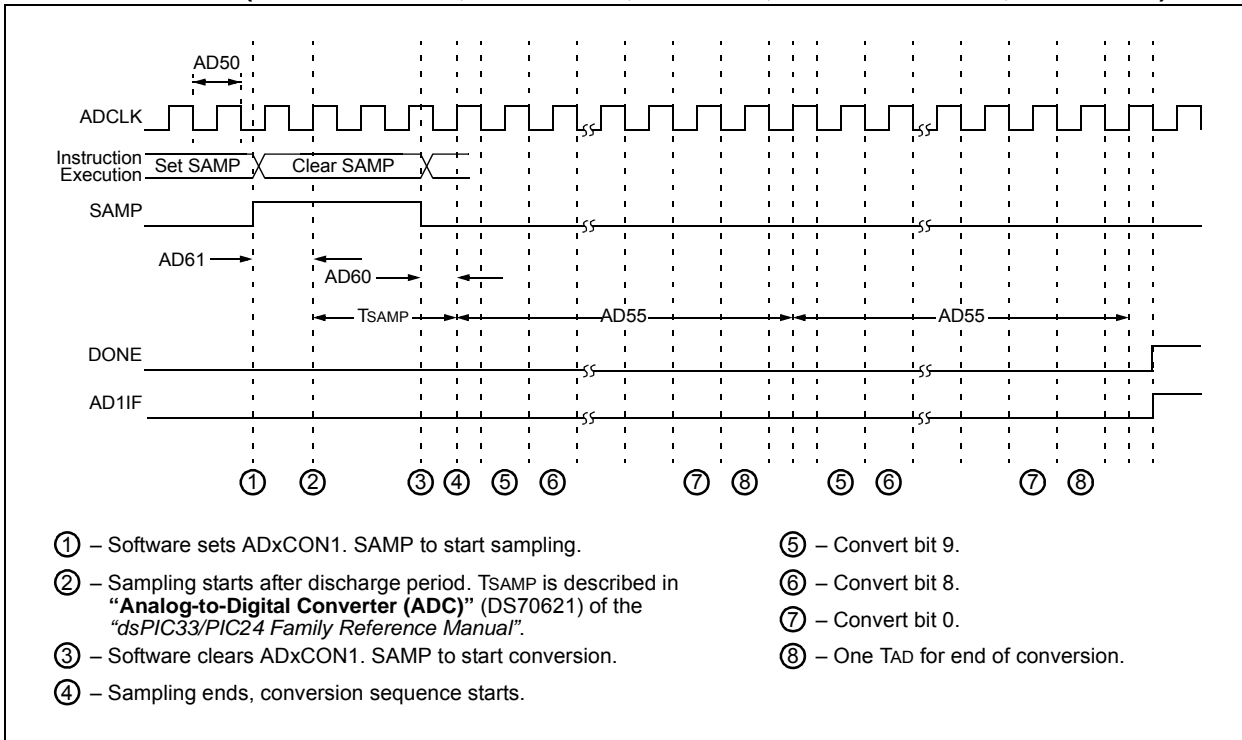 AD50
ADCLK
Instruction
Execution
Set SAMP
Clear SAMP
SAMP
AD61
AD60
TSAMP
AD55
AD55
DONE
AD1IF
1 2 3 4 5 6 7 8 5 6 7 8
1 – Software sets ADxCON1. SAMP to start sampling.
2 – Sampling starts after discharge period. TSAMP is described in
“Analog-to-Digital Converter (ADC)” (DS70621) of the
“dsPIC33/PIC24 Family Reference Manual”.
3 – Software clears ADxCON1. SAMP to start conversion.
4 – Sampling ends, conversion sequence starts.
5 – Convert bit 9.
6 – Convert bit 8.
7 – Convert bit 0.
8 – One TAD for end of conversion.